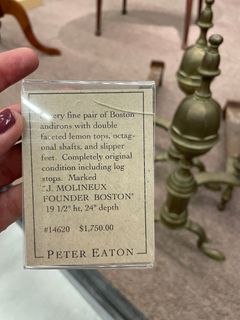 very fine pair of Boston
andirons with double
faceted lemon tops, octag-
onal shafts, and slipper
feet. Completely original
condition including log
stops. Marked
"J. MOLINEUX
FOUNDER BOSTON"
19 1/2" ht, 24" depth
#14620 $1,750.00
PETER EATON